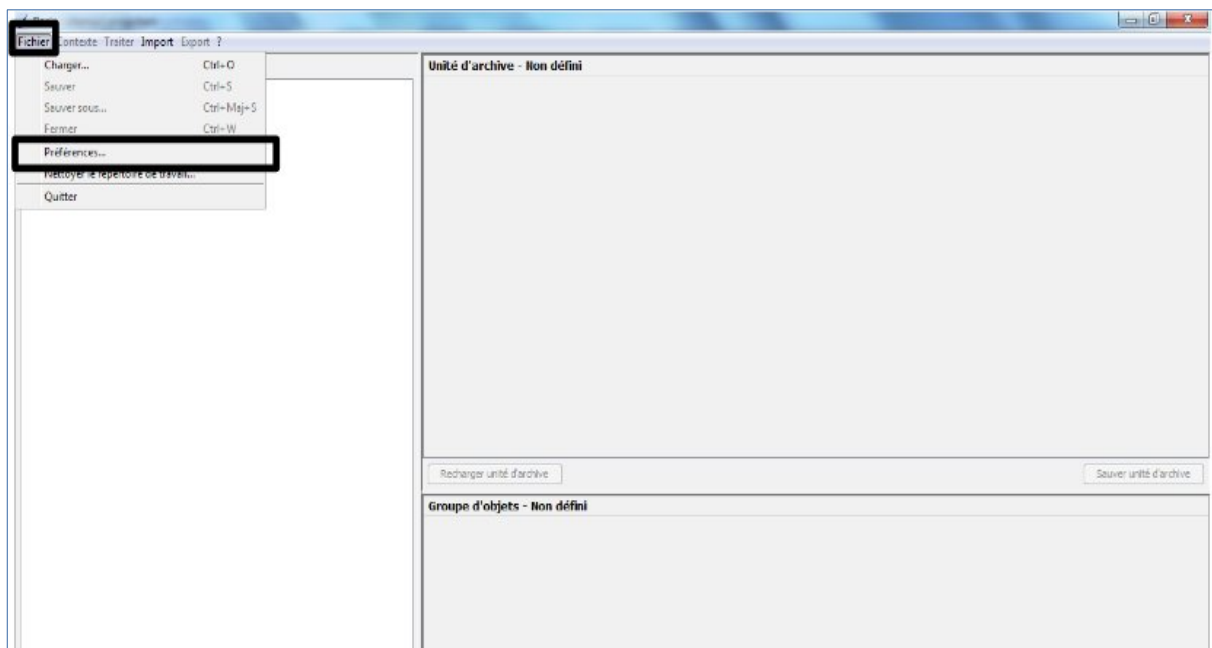 Fichier Contexte Traiter Import Export ?
Charger... Ctrl+O
Unité d'archive - Non défini
Sauver Ctrl+S
Sauver sous... Ctrl+Maj+S
Fermer Ctrl+W
Préférences...
Nettoyer le répertoire de travail...
Quitter
Recharger unité d'archive
Sauver unité d'archive
Groupe d'objets - Non défini